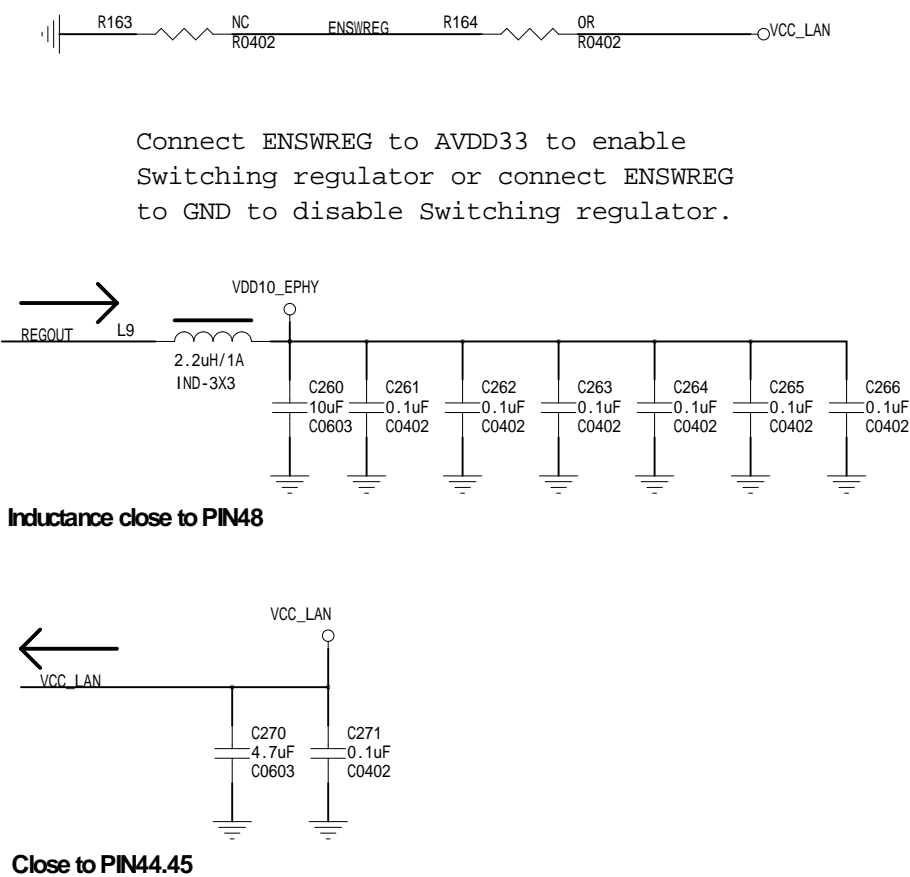 R163 NC ENSWREG R164 0R VCC_LAN
R0402 R0402
Connect ENSWREG to AVDD33 to enable
Switching regulator or connect ENSWREG
to GND to disable Switching regulator.
VDD10_EPHY
REGOUT L9
2.2uH/1A
IND-3X3
C260 C261 C262 C263 C264 C265 C266
10uF 0.1uF 0.1uF 0.1uF 0.1uF 0.1uF 0.1uF
C0603 C0402 C0402 C0402 C0402 C0402 C0402
Inductance close to PIN48
VCC_LAN
VCC_LAN
C270 C271
4.7uF 0.1uF
C0603 C0402
Close to PIN44.45